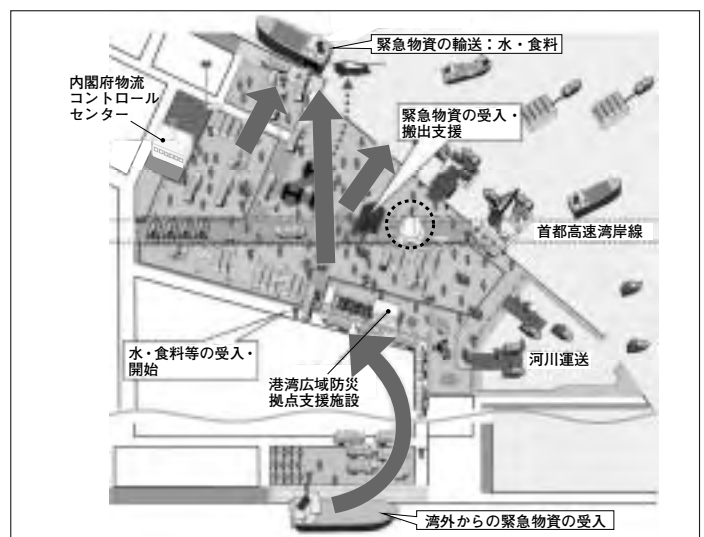 緊急物資の輸送：水・食料
内閣府物流
コントロール
センター
緊急物資の受入・
搬出支援
首都高速湾岸線
水・食料等の受入・
開始
港湾広域防災
拠点支援施設
河川運送
湾外からの緊急物資の受入